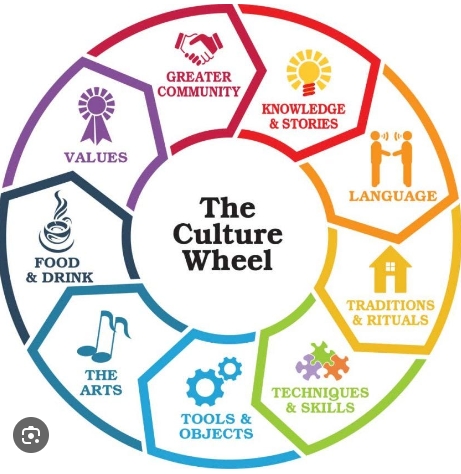 The
Culture
Wheel
GREATER
COMMUNITY
KNOWLEDGE
& STORIES
LANGUAGE
TRADITIONS
& RITUALS
TECHNIQUES
& SKILLS
TOOLS &
OBJECTS
THE
ARTS
FOOD
& DRINK
VALUES